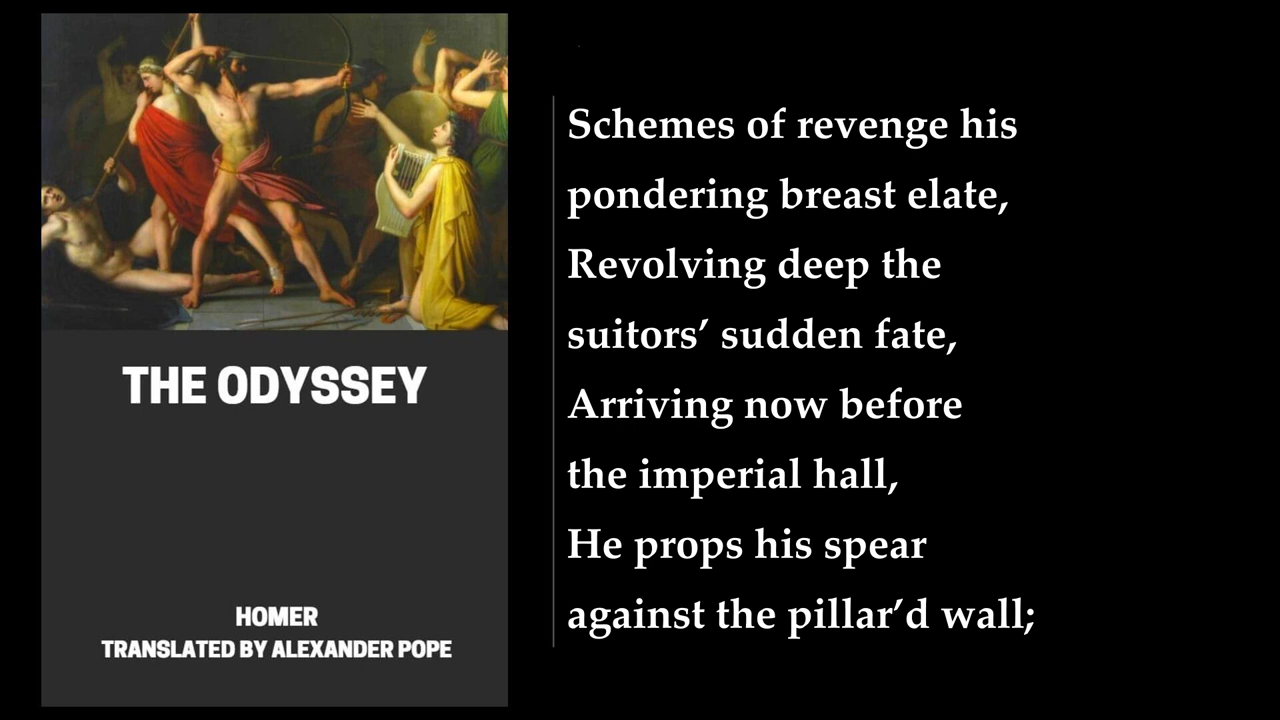 THE ODYSSEY
HOMER
TRANSLATED BY ALEXANDER POPE
Schemes of revenge his
pondering breast elate,
Revolving deep the
suitors’ sudden fate,
Arriving now before
the imperial hall,
He props his spear
against the pillar’d wall;